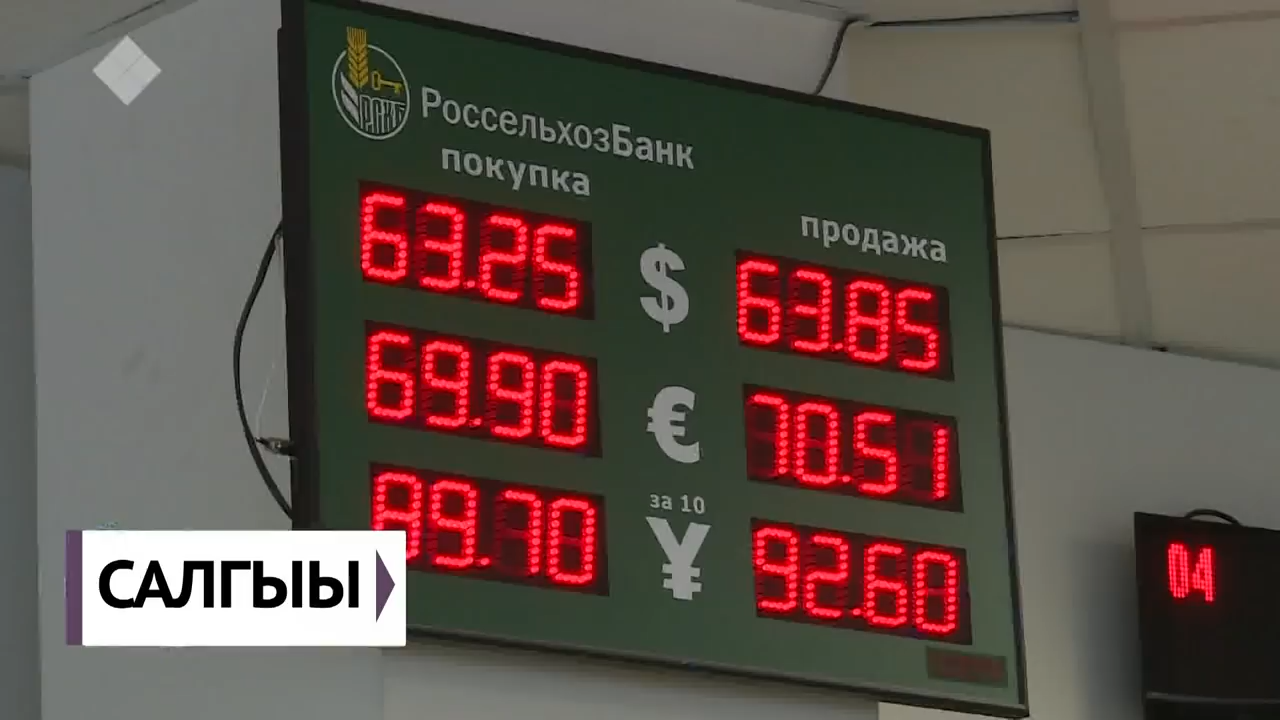 РСХБ
РоссельхозБанк
покупка
продажа
63.25 $ 63.85
69.90 € 70.51
за 10
89.70 ¥ 92.60
04
САЛГЫЫ